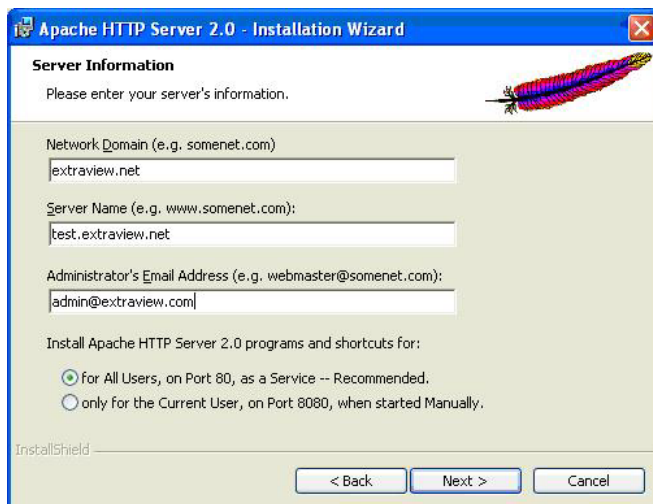 Apache HTTP Server 2.0 - Installation Wizard
Server Information
Please enter your server's information.
Network Domain (e.g. somenet.com)
extraview.net
Server Name (e.g. www.somenet.com):
test.extraview.net
Administrator's Email Address (e.g. webmaster@somenet.com):
admin@extraview.com
Install Apache HTTP Server 2.0 programs and shortcuts for:
for All Users, on Port 80, as a Service -- Recommended.
only for the Current User, on Port 8080, when started Manually.
InstallShield
< Back
Next >
Cancel